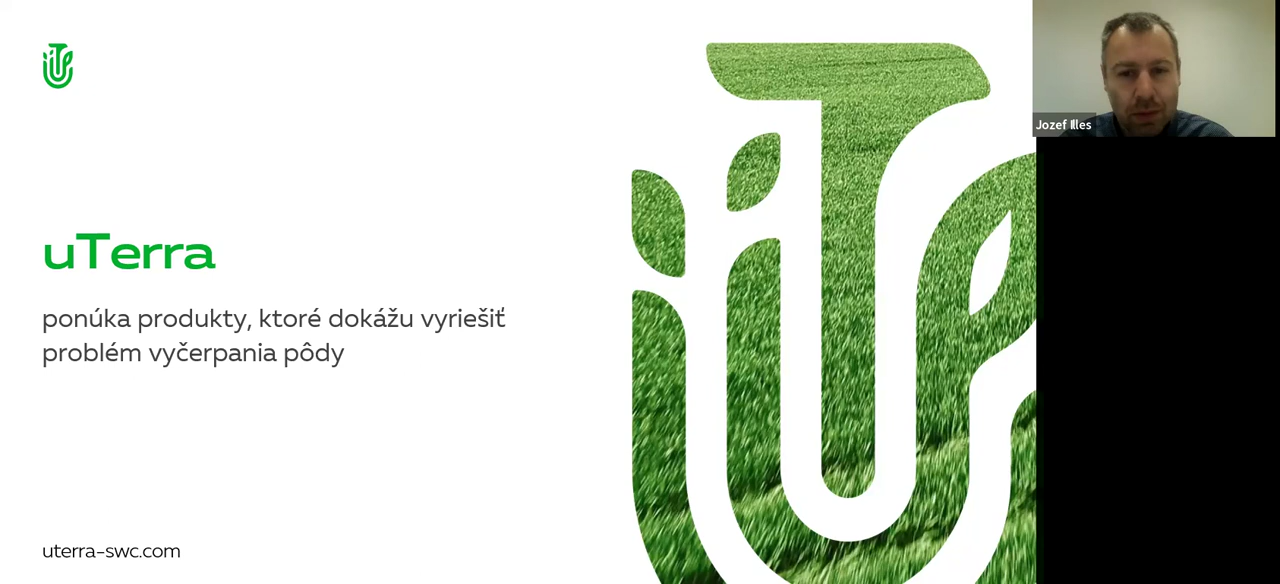 Jozef Illes
uTerra
ponúka produkty, ktoré dokážu vyriešiť
problém vyčerpania pôdy
uterra-swc.com